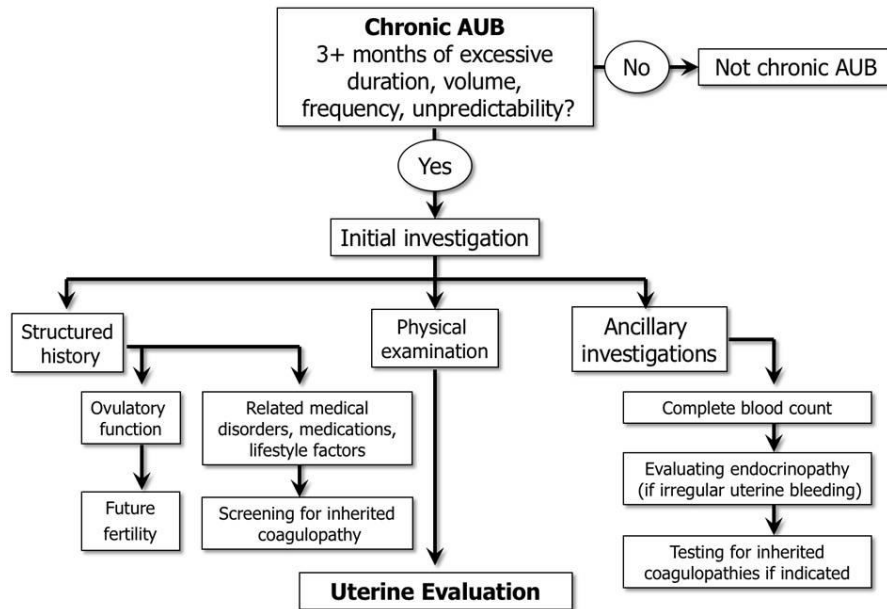 Chronic AUB
3+ months of excessive
duration, volume,
frequency, unpredictability?
No
Not chronic AUB
Yes
Initial investigation
Structured
history
Physical
examination
Ancillary
investigations
Ovulatory
function
Related medical
disorders, medications,
lifestyle factors
Complete blood count
Evaluating endocrinopathy
(if irregular uterine bleeding)
Future
fertility
Screening for inherited
coagulopathy
Testing for inherited
coagulopathies if indicated
Uterine Evaluation